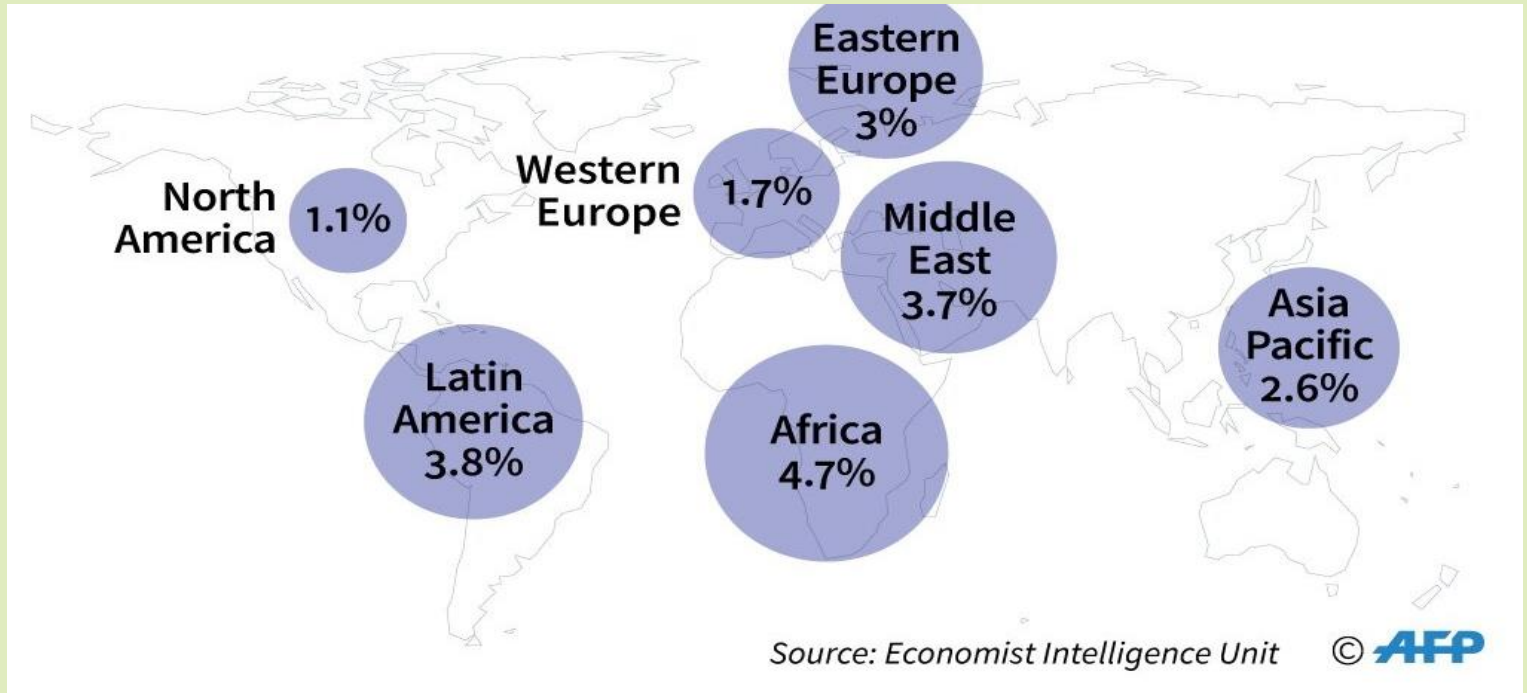 Eastern
Europe
3%
Western
Europe
1.7%
North
America
1.1%
Middle
East
3.7%
Asia
Pacific
2.6%
Latin
America
3.8%
Africa
4.7%
Source: Economist Intelligence Unit
© AFP